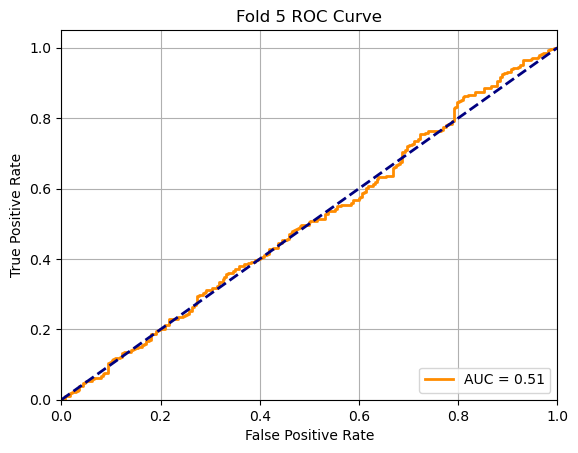 Fold 5 ROC Curve
True Positive Rate
1.0
0.8
0.6
0.4
0.2
0.0
AUC = 0.51
0.0 0.2 0.4 0.6 0.8 1.0
False Positive Rate